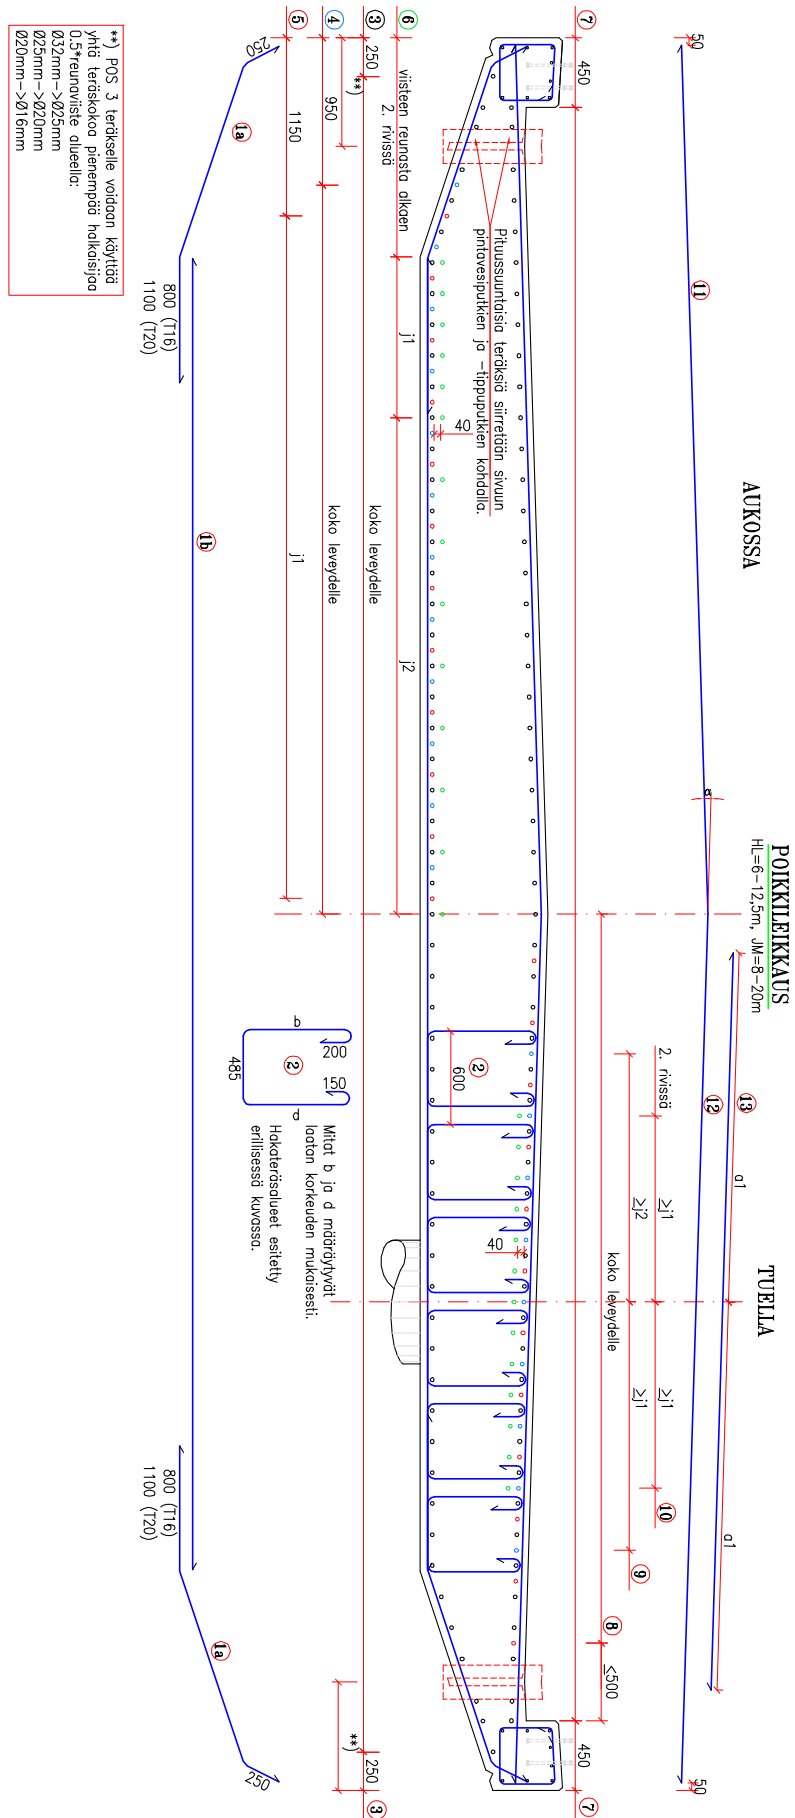 POIKKILEIKKAUS
HL=6-12,5m, JM=8-20m
AUKOSSA
TUELLA
50
11
a
12
13
a1
a1
50
2. rivissä
≥j1
≥j1
10
≥j2
≥j1
9
koko leveydelle
8
≤500
7
450
450
7
Pituussuuntaisia teräksiä siirretään sivuun
pintavesiputkien ja -tippuputkien kohdalla.
40
2
600
40
6
viisteen reunasta alkaen
2. rivissä
j1
j2
3
250
**)
koko leveydelle
**)
250
3
4
950
koko leveydelle
5
1150
j1
b
200
2
150
485
d
Mitat b ja d määräytyvät
laatan korkeuden mukaisesti.
Hakateräsalueet esitetty
erillisessä kuvassa.
250
1a
1b
1a
250
800 (T16)
1100 (T20)
800 (T16)
1100 (T20)
**) POS 3 teräkselle voidaan käyttää
yhtä teräskokoa pienempää halkaisijaa
0.5*reunaviiste alueella:
Ø32mm->Ø25mm
Ø25mm->Ø20mm
Ø20mm->Ø16mm